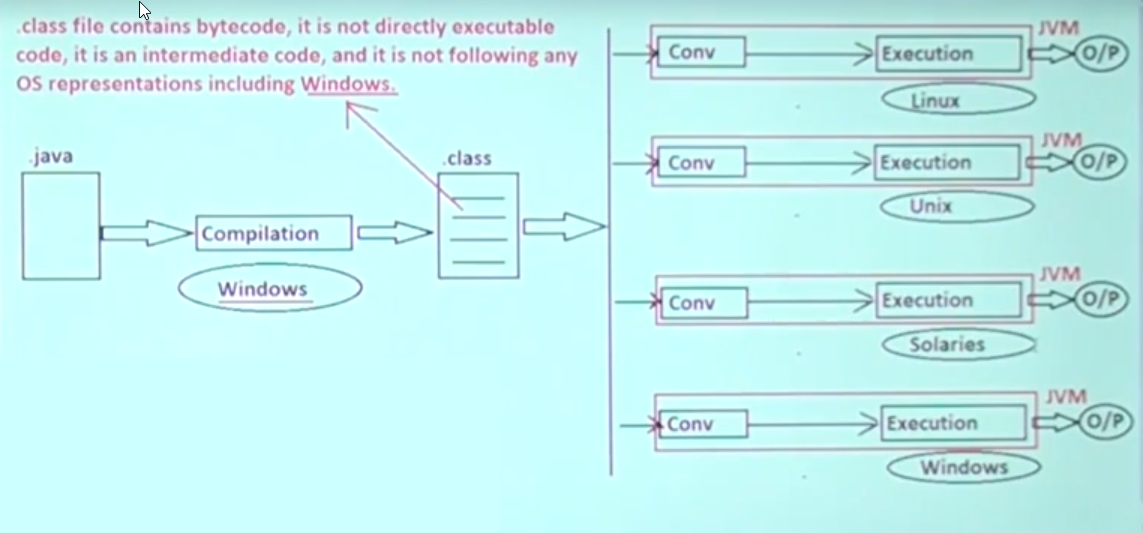 .class file contains bytecode, it is not directly executable
code, it is an intermediate code, and it is not following any
OS representations including Windows.
.java
Compilation
Windows
.class
JVM
Conv
Execution
O/P
Linux
JVM
Conv
Execution
O/P
Unix
JVM
Conv
Execution
O/P
Solaries
JVM
Conv
Execution
O/P
Windows